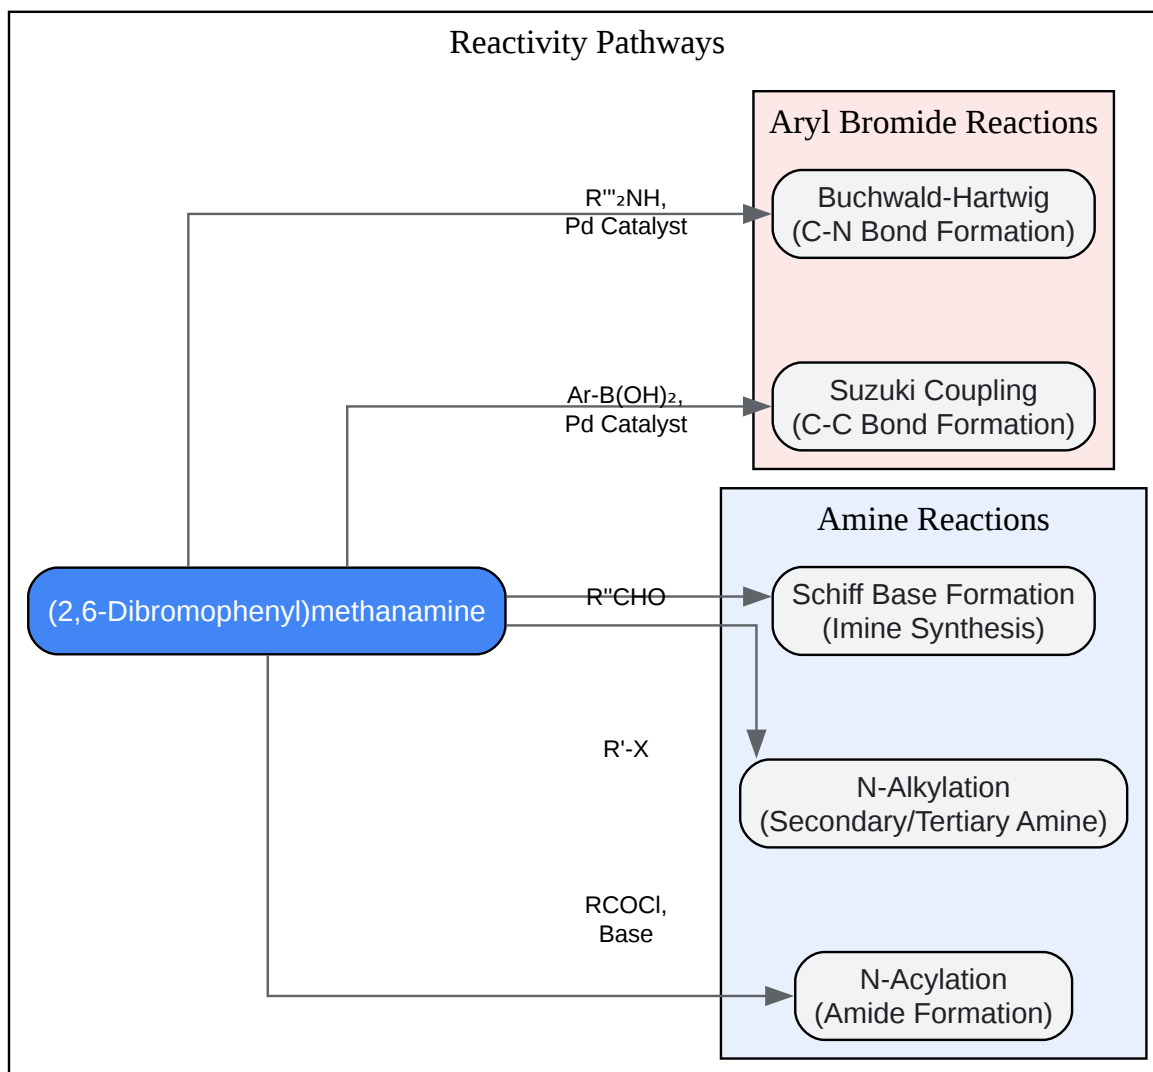 Reactivity Pathways
Aryl Bromide Reactions
R'''₂NH,
Pd Catalyst
Buchwald-Hartwig
(C-N Bond Formation)
Ar-B(OH)₂,
Pd Catalyst
Suzuki Coupling
(C-C Bond Formation)
Amine Reactions
(2,6-Dibromophenyl)methanamine
R''CHO
Schiff Base Formation
(Imine Synthesis)
R'-X
N-Alkylation
(Secondary/Tertiary Amine)
RCOCl,
Base
N-Acylation
(Amide Formation)